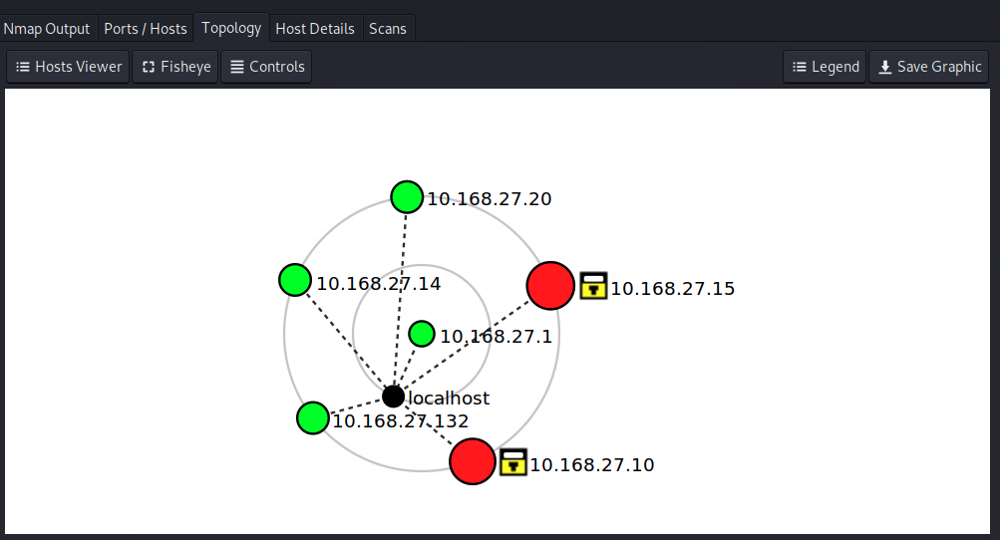 Nmap Output Ports / Hosts Topology Host Details Scans
Hosts Viewer Fisheye Controls Legend Save Graphic
10.168.27.20
10.168.27.14
10.168.27.15
10.168.27.1
localhost
10.168.27.132
10.168.27.10